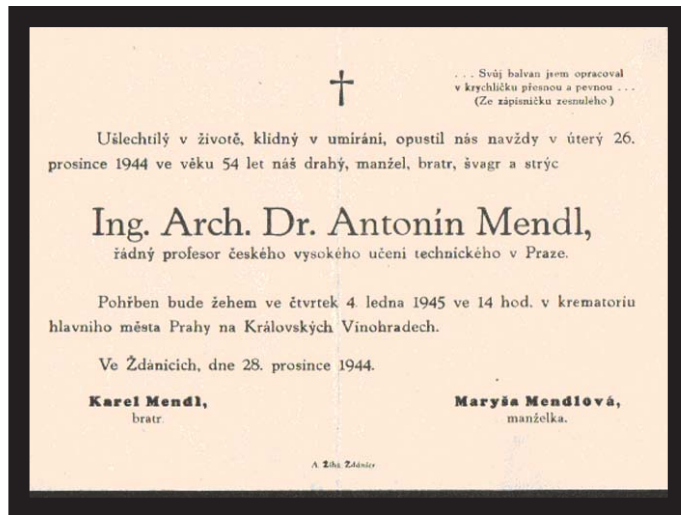 . . . Svůj balvan jsem opracoval
v krychličku přesnou a pevnou . . .
(Ze zápisníčku zesnulého)
Ušlechtilý v životě, klidný v umírání, opustil nás navždy v úterý 26.
prosince 1944 ve věku 54 let náš drahý, manžel, bratr, švagr a strýc
Ing. Arch. Dr. Antonín Mendl,
řádný profesor českého vysokého učení technického v Praze.
Pohřben bude žehem ve čtvrtek 4. ledna 1945 ve 14 hod. v krematoriu
hlavního města Prahy na Královských Vinohradech.
Ve Ždánicích, dne 28. prosince 1944.
Karel Mendl,
bratr.
Maryša Mendlová,
manželka.
A. Žihá, Ždánice